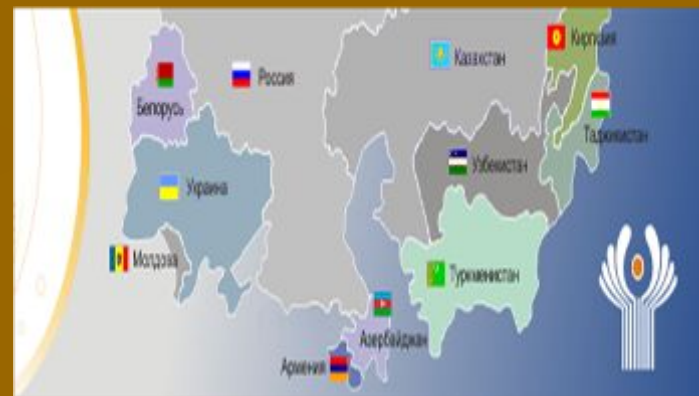 Киргизия
Казахстан
Россия
Белорусь
Таджикистан
Узбекистан
Украина
Молдова
Туркменистан
Азербайджан
Армения